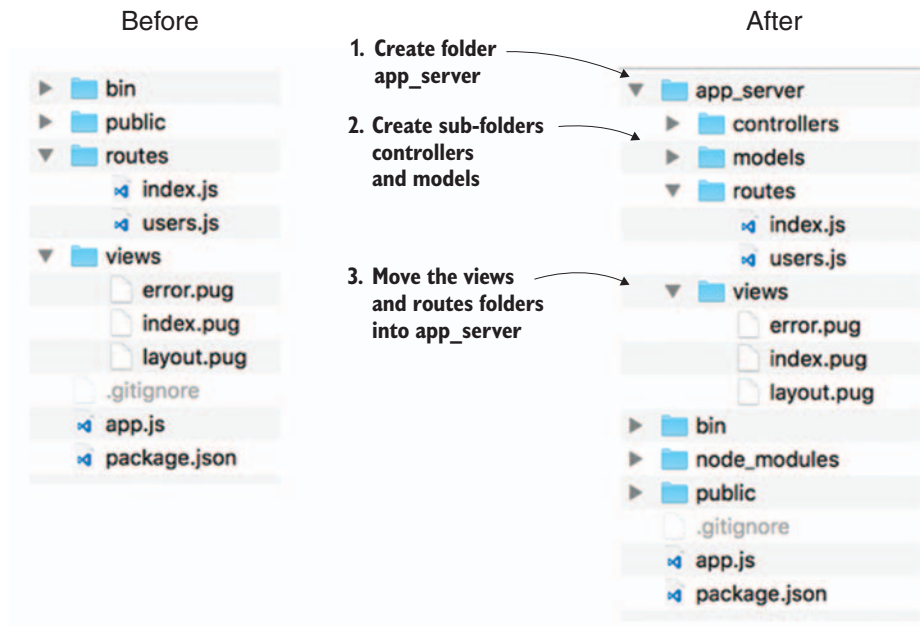 Before
bin
public
routes
index.js
users.js
views
error.pug
index.pug
layout.pug
.gitignore
app.js
package.json
1. Create folder
app_server
2. Create sub-folders
controllers
and models
3. Move the views
and routes folders
into app_server
After
app_server
controllers
models
routes
index.js
users.js
views
error.pug
index.pug
layout.pug
bin
node_modules
public
.gitignore
app.js
package.json